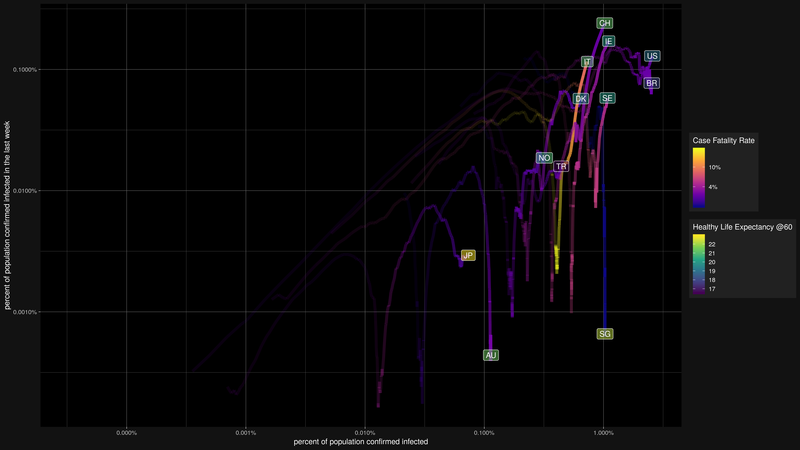 CH
IE
US
IT
BR
DK
SE
NO
TR
JP
SG
AU
0.1000%
0.0100%
0.0010%
percent of population confirmed infected in the last week
0.000%
0.001%
0.010%
0.100%
1.000%
percent of population confirmed infected
Case Fatality Rate
10%
4%
Healthy Life Expectancy @60
22
21
20
19
18
17